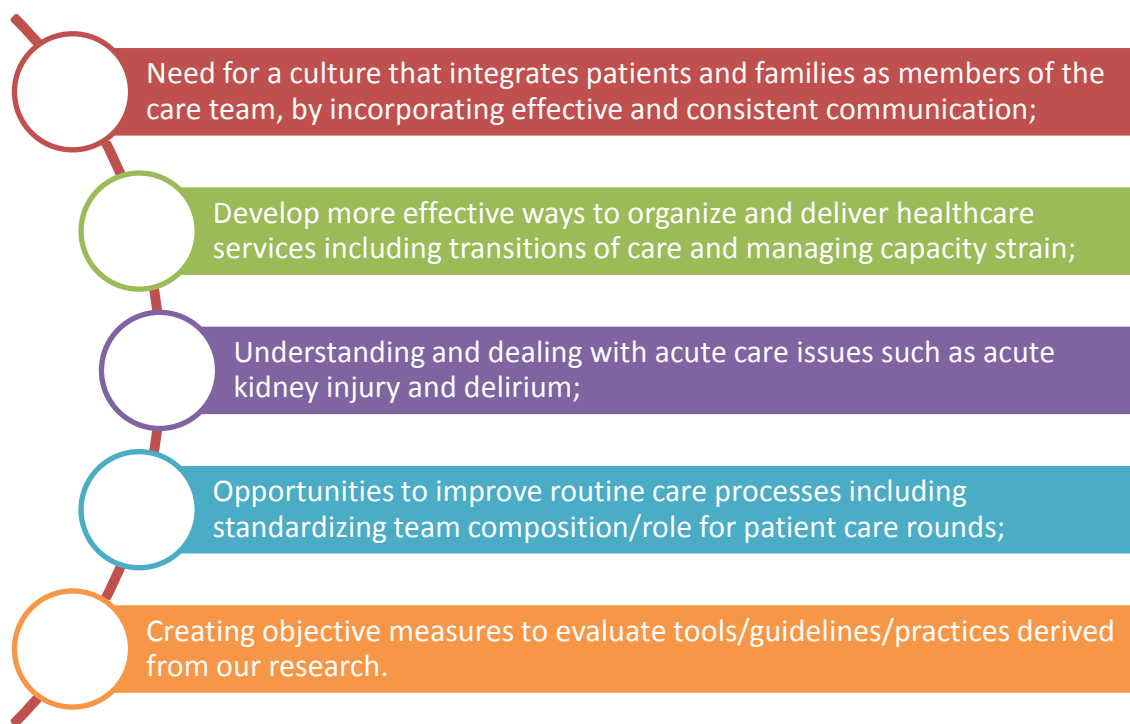 Need for a culture that integrates patients and families as members of the
care team, by incorporating effective and consistent communication;
Develop more effective ways to organize and deliver healthcare
services including transitions of care and managing capacity strain;
Understanding and dealing with acute care issues such as acute
kidney injury and delirium;
Opportunities to improve routine care processes including
standardizing team composition/role for patient care rounds;
Creating objective measures to evaluate tools/guidelines/practices derived
from our research.